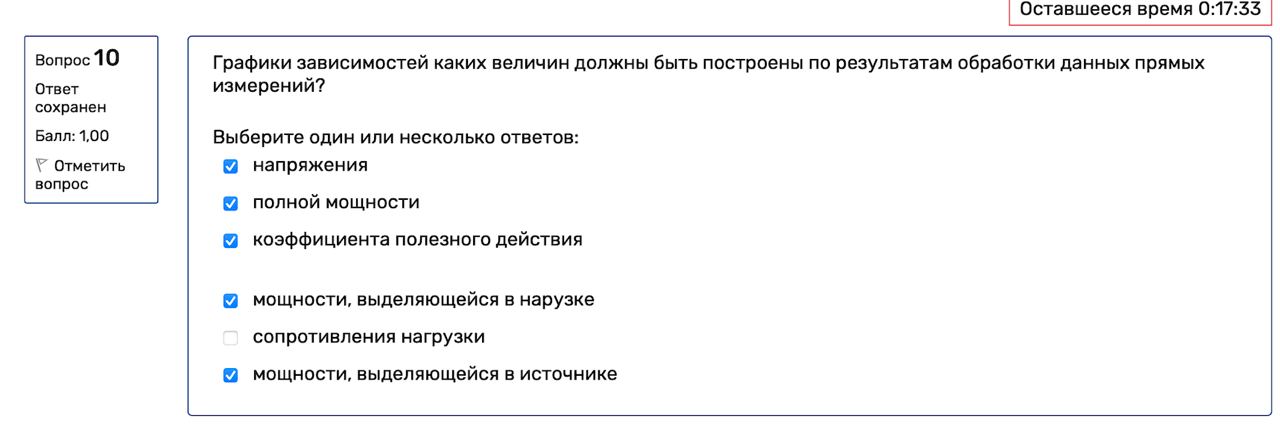 Оставшееся время 0:17:33
Вопрос 10
Ответ
сохранен
Балл: 1,00
Отметить
вопрос
Графики зависимостей каких величин должны быть построены по результатам обработки данных прямых
измерений?
Выберите один или несколько ответов:
напряжения
полной мощности
коэффициента полезного действия
мощности, выделяющейся в нарузке
сопротивления нагрузки
мощности, выделяющейся в источнике